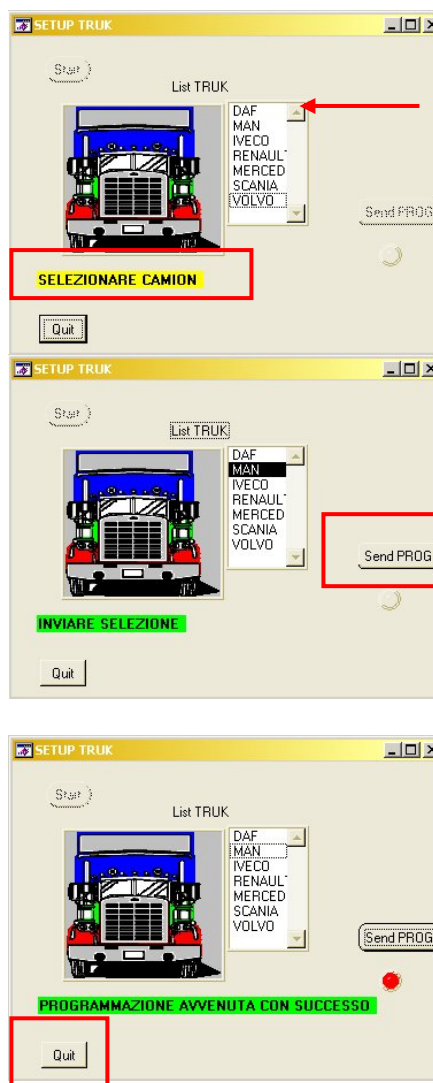 SETUP TRUK
Start
List TRUK
DAF
MAN
IVECO
RENAULT
MERCED
SCANIA
VOLVO
Send PROG
SELEZIONARE CAMION
Quit
SETUP TRUK
Start
List TRUK
DAF
MAN
IVECO
RENAULT
MERCED
SCANIA
VOLVO
Send PROG
INVIARE SELEZIONE
Quit
SETUP TRUK
Start
List TRUK
DAF
MAN
IVECO
RENAULT
MERCED
SCANIA
VOLVO
Send PROG
PROGRAMMAZIONE AVVENUTA CON SUCCESSO
Quit